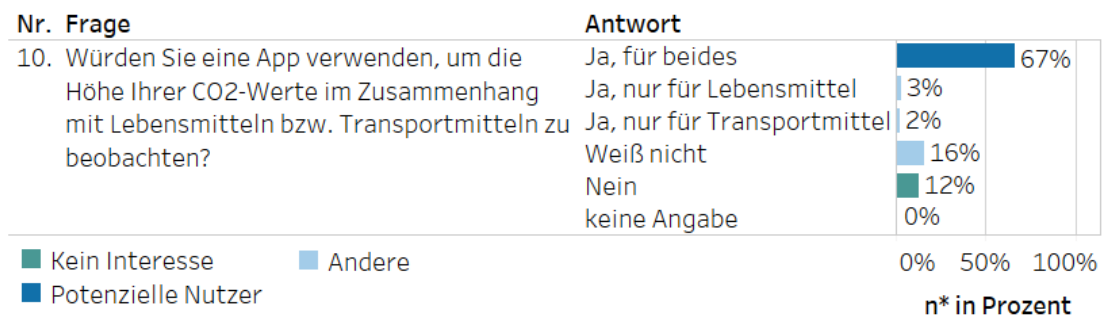 Nr. Frage Antwort
10. Würden Sie eine App verwenden, um die Ja, für beides 67%
Höhe Ihrer CO2-Werte im Zusammenhang Ja, nur für Lebensmittel 3%
mit Lebensmitteln bzw. Transportmitteln zu Ja, nur für Transportmittel 2%
beobachten? Weiß nicht 16%
Nein 12%
keine Angabe 0%
Kein Interesse Andere 0% 50% 100%
Potenzielle Nutzer n* in Prozent